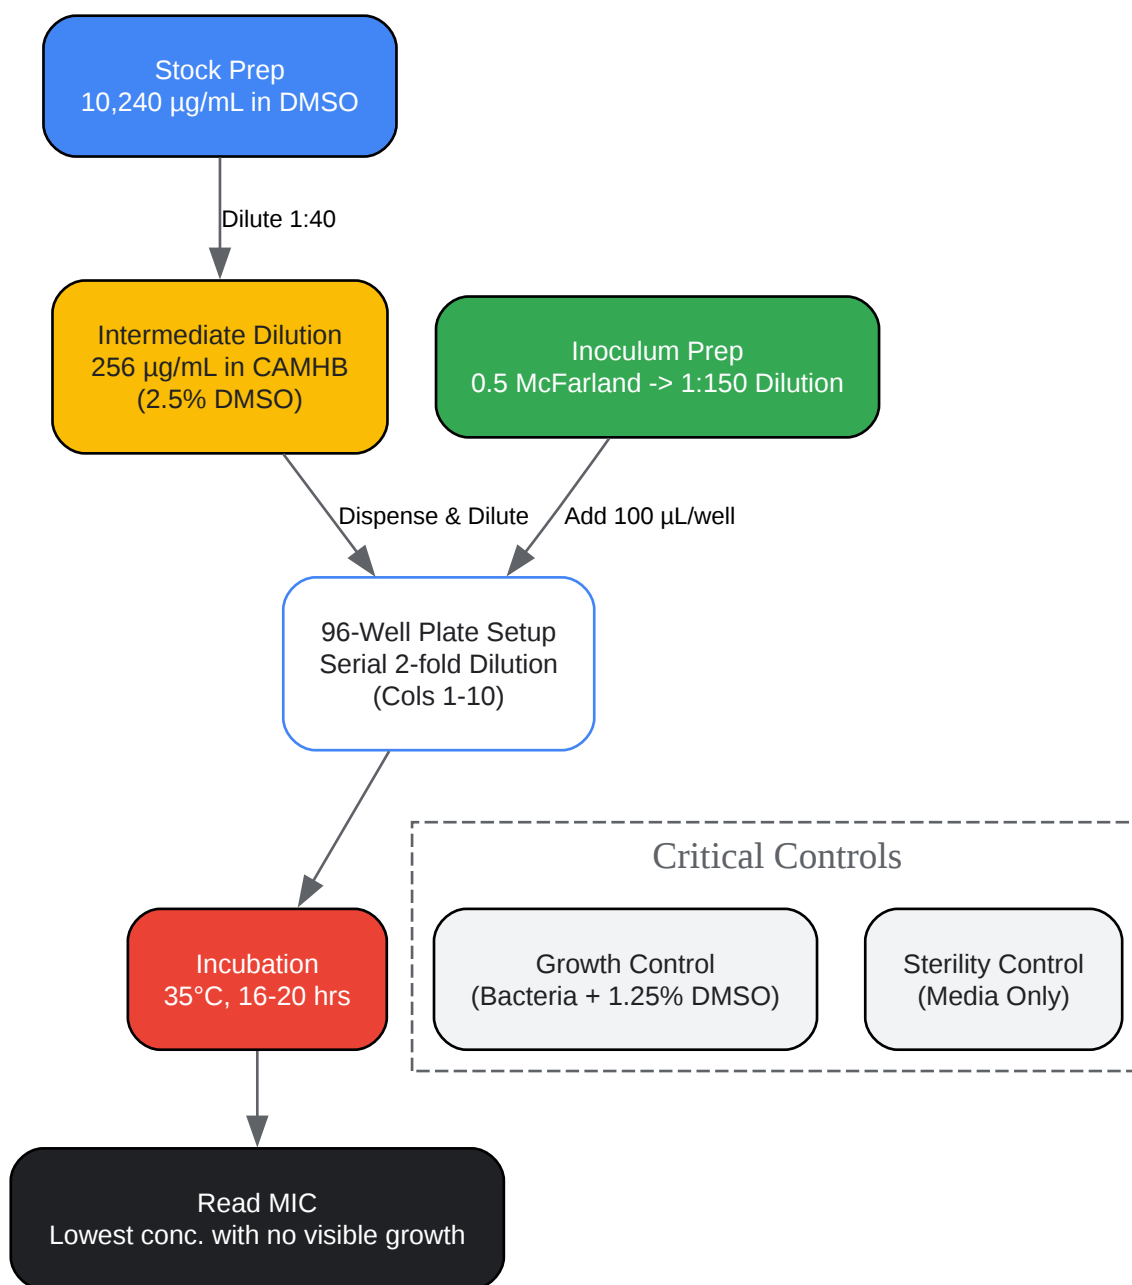 Stock Prep
10,240 µg/mL in DMSO
Dilute 1:40
Intermediate Dilution
256 µg/mL in CAMHB
(2.5% DMSO)
Inoculum Prep
0.5 McFarland -> 1:150 Dilution
Dispense & Dilute
Add 100 µL/well
96-Well Plate Setup
Serial 2-fold Dilution
(Cols 1-10)
Critical Controls
Incubation
35°C, 16-20 hrs
Growth Control
(Bacteria + 1.25% DMSO)
Sterility Control
(Media Only)
Read MIC
Lowest conc. with no visible growth